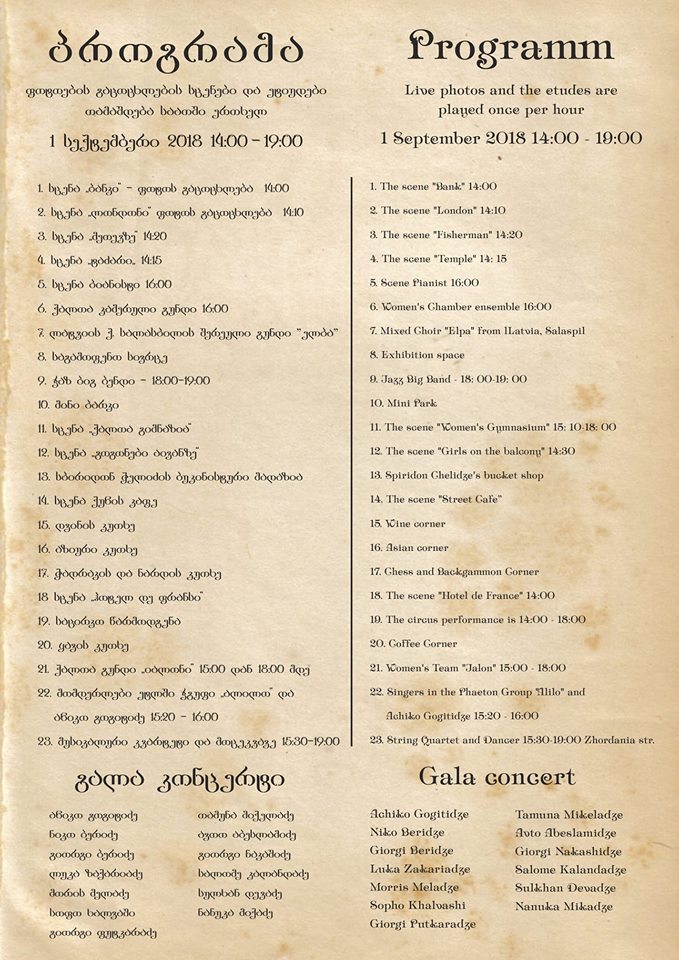 პროგრამა
ფოტოების გაცოცხლების სცენები და ეტიუდები
თამაშდება საათში ერთხელ
1 სექტემბერი 2018 14:00 - 19:00
1. სცენა „ბანკი“ - ფოტოს გაცოცხლება 14:00
2. სცენა „ლონდონი“ ფოტოს გაცოცხლება 14:10
3. სცენა „მეთევზე“ 14:20
4. სცენა „ტაძარი„ 14:15
5. სცენა პიანისტი 16:00
6. ქალთა კამერული გუნდი 16:00
7. ლატვიის ქ. სალასპილის შერეული გუნდი "ელპა"
8. საგამოფენო სივრცე
9. ჯაზ ბიგ ბენდი - 18:00-19:00
10. მინი პარკი
11. სცენა „ქალთა გიმნაზია“
12. სცენა „გოგონები აივანზე“
13. სპირიდონ ჭელიძის ბუკინისტური მაღაზია
14. სცენა ქუჩის კაფე
15. ღვინის კუთხე
16. აზიური კუთხე
17. ჭადრაკის და ნარდის კუთხე
18 სცენა „ჰოტელ დე ფრანსი“
19. საცირკო წარმოდგენა
20. ყავის კუთხე
21. ქალთა გუნდი „იალონი“ 15:00 დან 18:00 მდე
22. მომღერლები ეტლში ჯგუფი „ალილო“ და
აჩიკო გოგიტიძე 15:20 - 16:00
23. მუსიკალური კვარტეტი და მოცეკვავე 15:30-19:00
გალა კონცერტი
აჩიკო გოგიტიძე
ნიკო ბერიძე
გიორგი ბერიძე
ლუკა ზაქარიაძე
მორის მელაძე
სოფო ხალვაში
გიორგი ფუტკარაძე
თამუნა მიქელაძე
ავთო აბესლამიძე
გიორგი ნაკაშიძე
სალომე კალანდაძე
სულხან დევაძე
ნანუკა მიქაძე
Programm
Live photos and the etudes are
played once per hour
1 September 2018 14:00 - 19:00
1. The scene "Bank" 14:00
2. The scene "London" 14:10
3. The scene "Fisherman" 14:20
4. The scene "Temple" 14: 15
5. Scene Pianist 16:00
6. Women's Chamber ensemble 16:00
7. Mixed Choir "Elpa" from lLatvia, Salaspil
8. Exhibition space
9. Jazz Big Band - 18: 00-19: 00
10. Mini Park
11. The scene "Women's Gymnasium" 15: 10-18: 00
12. The scene "Girls on the balcony" 14:30
13. Spiridon Chelidze's bucket shop
14. The scene "Street Cafe"
15. Wine corner
16. Asian corner
17. Chess and Backgammon Corner
18. The scene "Hotel de France" 14:00
19. The circus performance is 14:00 - 18:00
20. Coffee Corner
21. Women's Team "Jalon" 15:00 - 18:00
22. Singers in the Phaeton Group "Alilo" and
Achiko Gogitidze 15:20 - 16:00
23. String Quartet and Dancer 15:30-19:00 Zhordania str.
Gala concert
Achiko Gogitidze
Niko Beridze
Giorgi Beridze
Luka Zakariadze
Morris Meladze
Sopho Khalvashi
Giorgi Putkaradze
Tamuna Mikeladze
Avto Abeslamidze
Giorgi Nakashidze
Salome Kalandadze
Sulkhan Devadze
Nanuka Mikadze